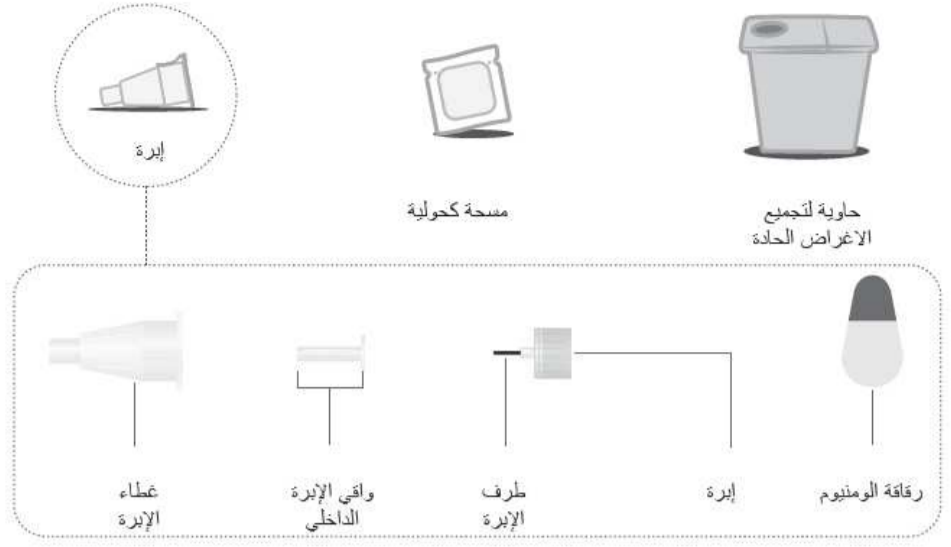 إبرة
مسحة كحولية
حاوية لتجميع
الاغراض الحادة
رقاقة الومنيوم
إبرة
طرف
الإبرة
واقي الإبرة
الداخلي
غطاء
الإبرة